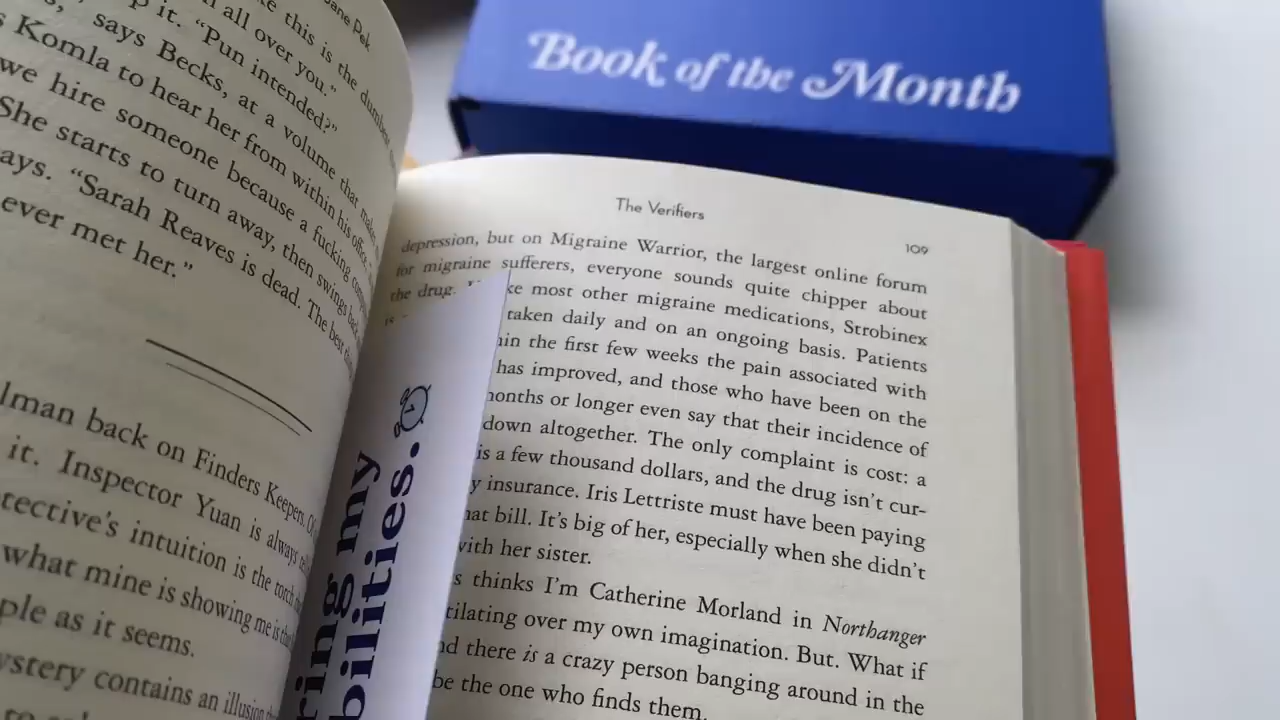 Jane Pek
this is the dumbest
all over you.”
it. “Pun intended?”
says Becks, at a volume that makes
Komla to hear her from within his office. “
we hire someone because a fucking
She starts to turn away, then swings back
ays. “Sarah Reaves is dead. The best
ever met her.”
lman back on Finders Keepers.
it. Inspector Yuan is always
tective’s intuition is the torch
what mine is showing me is
ple as it seems.
ystery contains an illusion
Book of the Month
The Verifiers
109
depression, but on Migraine Warrior, the largest online forum
for migraine sufferers, everyone sounds quite chipper about
the drug. most other migraine medications, Strobinex
is taken daily and on an ongoing basis. Patients
in the first few weeks the pain associated with
has improved, and those who have been on the
months or longer even say that their incidence of
down altogether. The only complaint is cost: a
is a few thousand dollars, and the drug isn’t cur-
y insurance. Iris Lettriste must have been paying
hat bill. It’s big of her, especially when she didn’t
with her sister.
s thinks I’m Catherine Morland in Northanger
tilating over my own imagination. But. What if
nd there is a crazy person banging around in the
be the one who finds them.
ring my
bilities.